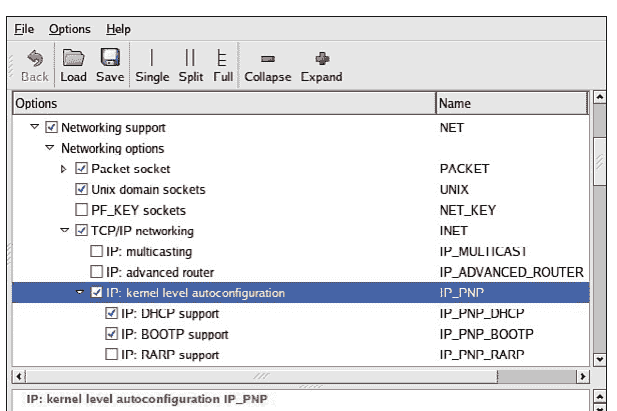 File Options Help
Back Load Save Single Split Full Collapse Expand
Options Name
Networking support NET
Networking options
Packet socket PACKET
Unix domain sockets UNIX
PF_KEY sockets NET_KEY
TCP/IP networking INET
IP: multicasting IP_MULTICAST
IP: advanced router IP_ADVANCED_ROUTER
IP: kernel level autoconfiguration IP_PNP
IP: DHCP support IP_PNP_DHCP
IP: BOOTP support IP_PNP_BOOTP
IP: RARP support IP_PNP_RARP
IP: kernel level autoconfiguration IP_PNP